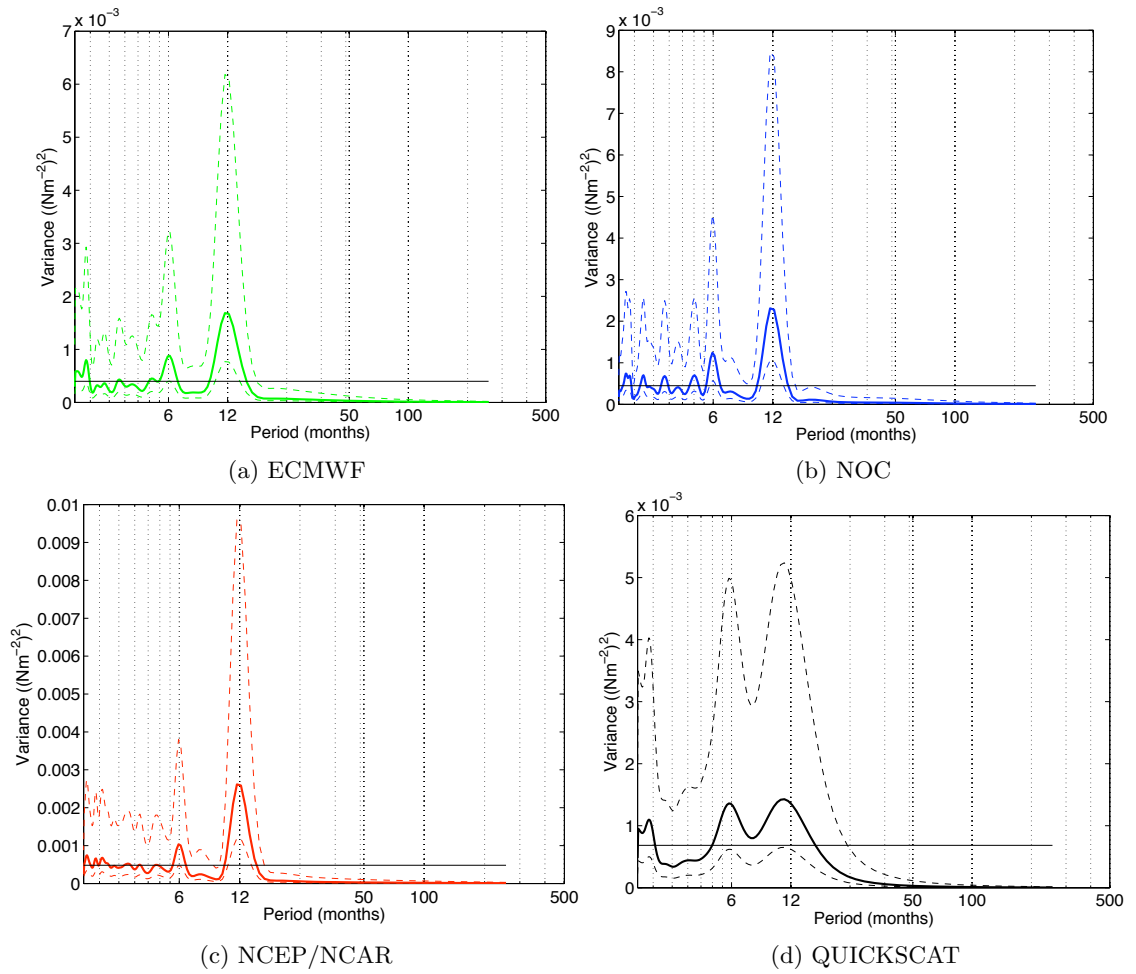 x 10⁻³
7
6
5
4
3
2
1
0
Variance ((Nm⁻²)²)
6 12 50 100 500
Period (months)
(a) ECMWF
x 10⁻³
9
8
7
6
5
4
3
2
1
0
Variance ((Nm⁻²)²)
6 12 50 100 500
Period (months)
(b) NOC
0.01
0.009
0.008
0.007
0.006
0.005
0.004
0.003
0.002
0.001
0
Variance ((Nm⁻²)²)
6 12 50 100 500
Period (months)
(c) NCEP/NCAR
x 10⁻³
6
5
4
3
2
1
0
Variance ((Nm⁻²)²)
6 12 50 100 500
Period (months)
(d) QUICKSCAT